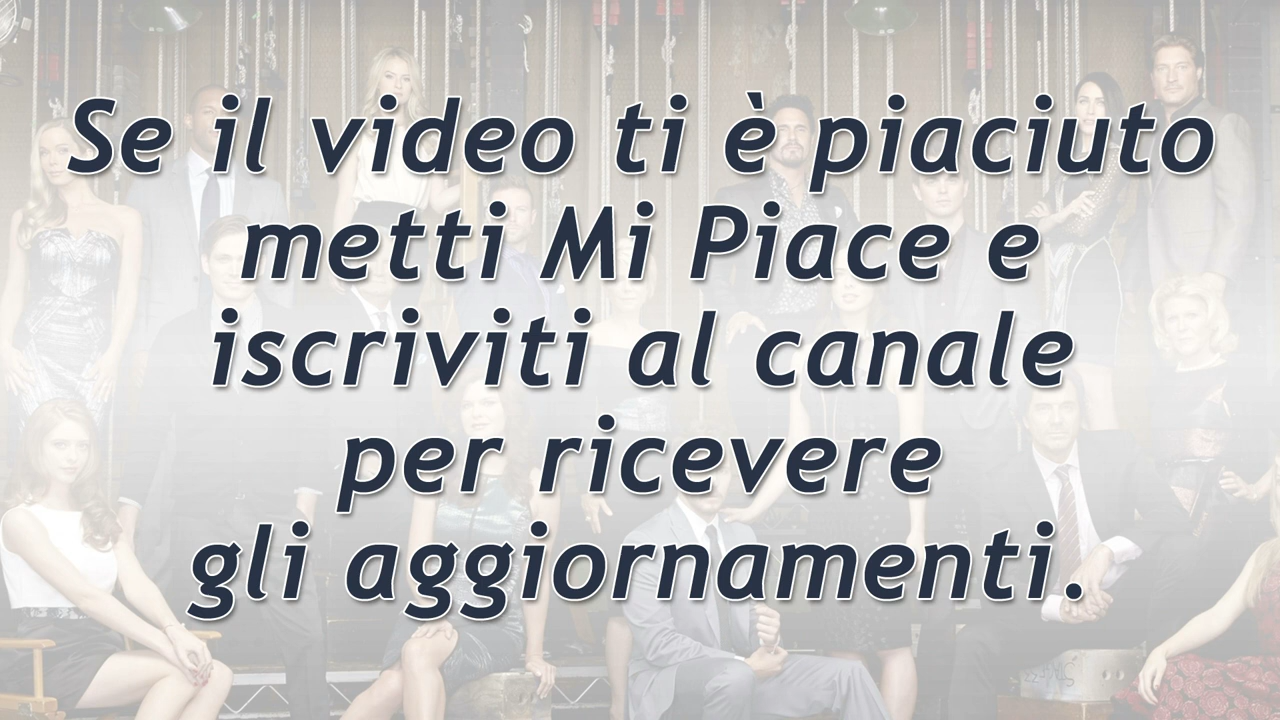 Se il video ti è piaciuto
metti Mi Piace e
iscriviti al canale
per ricevere
gli aggiornamenti.